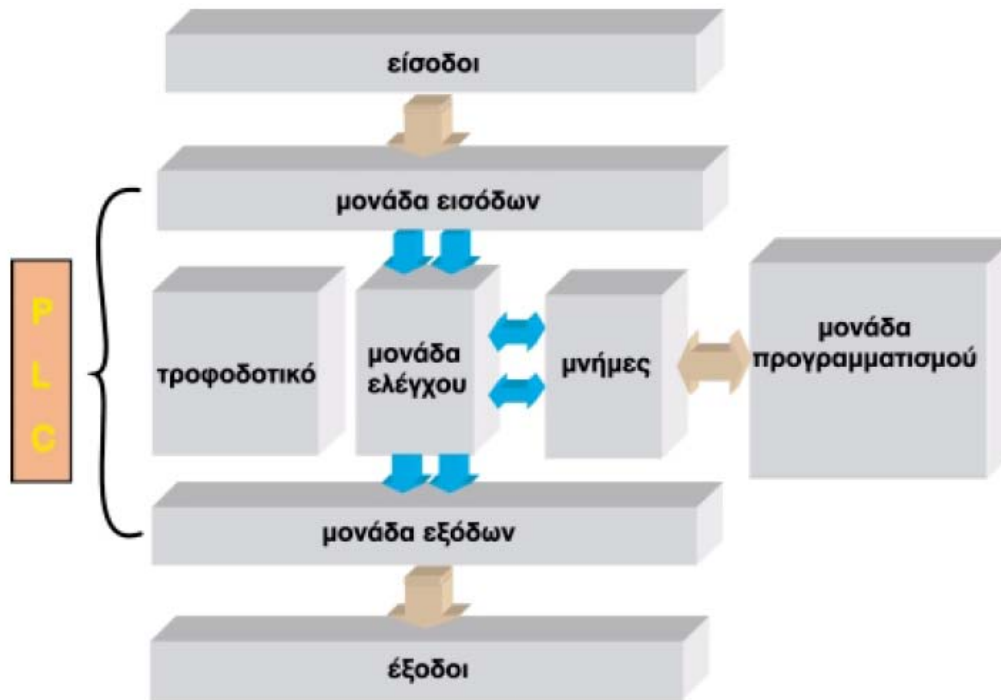 είσοδοι
μονάδα εισόδων
P
L
C
τροφοδοτικό
μονάδα
ελέγχου
μνήμες
μονάδα
προγραμματισμού
μονάδα εξόδων
έξοδοι